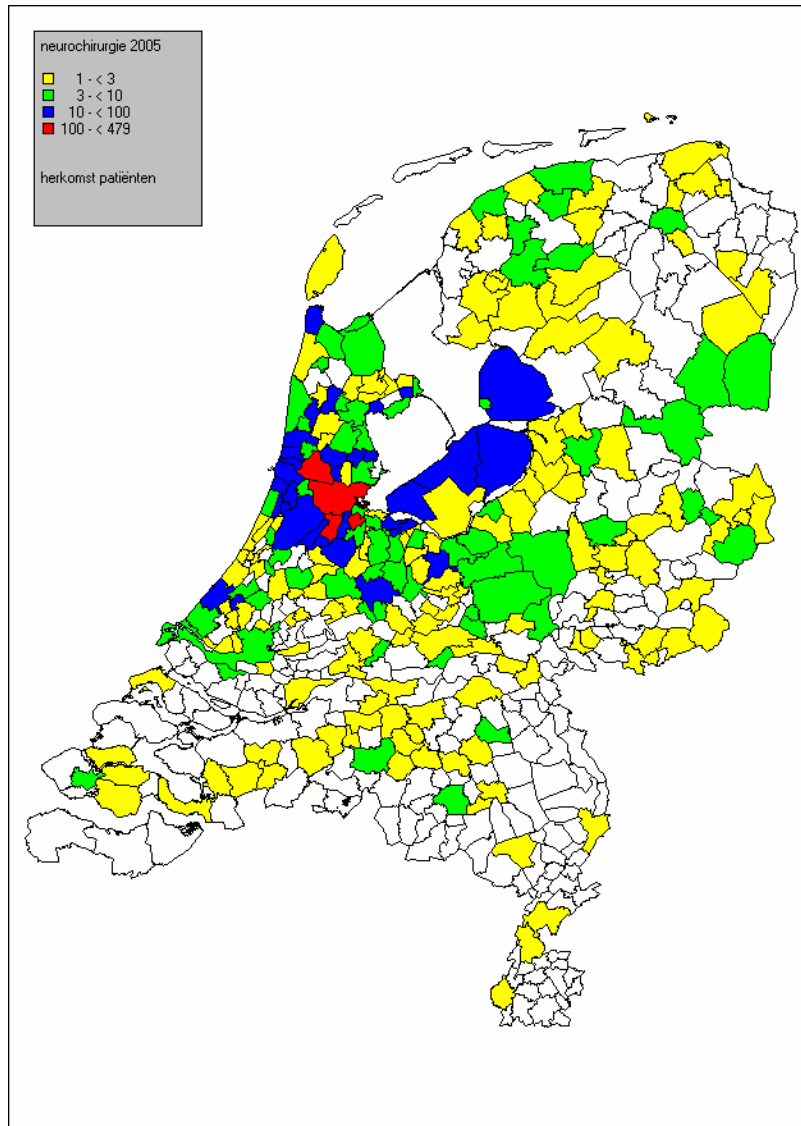 neurochirurgie 2005
1 - < 3
3 - < 10
10 - < 100
100 - < 479
herkomst patiënten